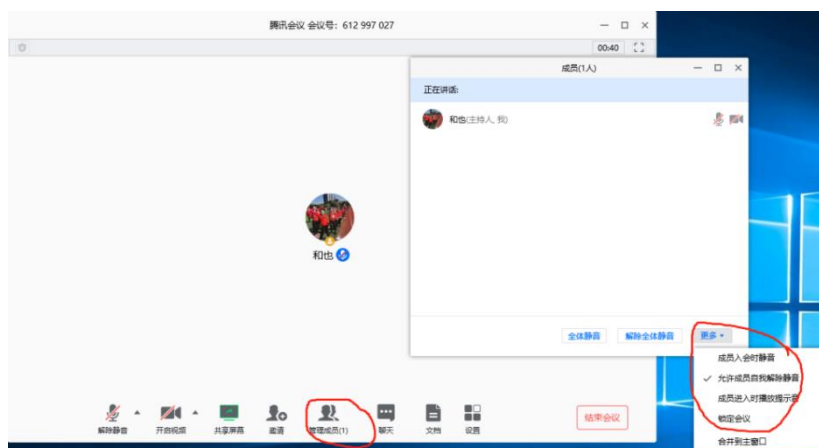 腾讯会议 会议号：612 997 027
00:40
成员(1人)
正在讲话:
和也(主持人, 我)
和也
全体静音 解除全体静音 更多
成员入会时静音
允许成员自我解除静音
成员进入时播放提示音
锁定会议
合并到主窗口
解除静音 开启视频 共享屏幕 邀请 管理成员(1) 聊天 文档 设置 结束会议